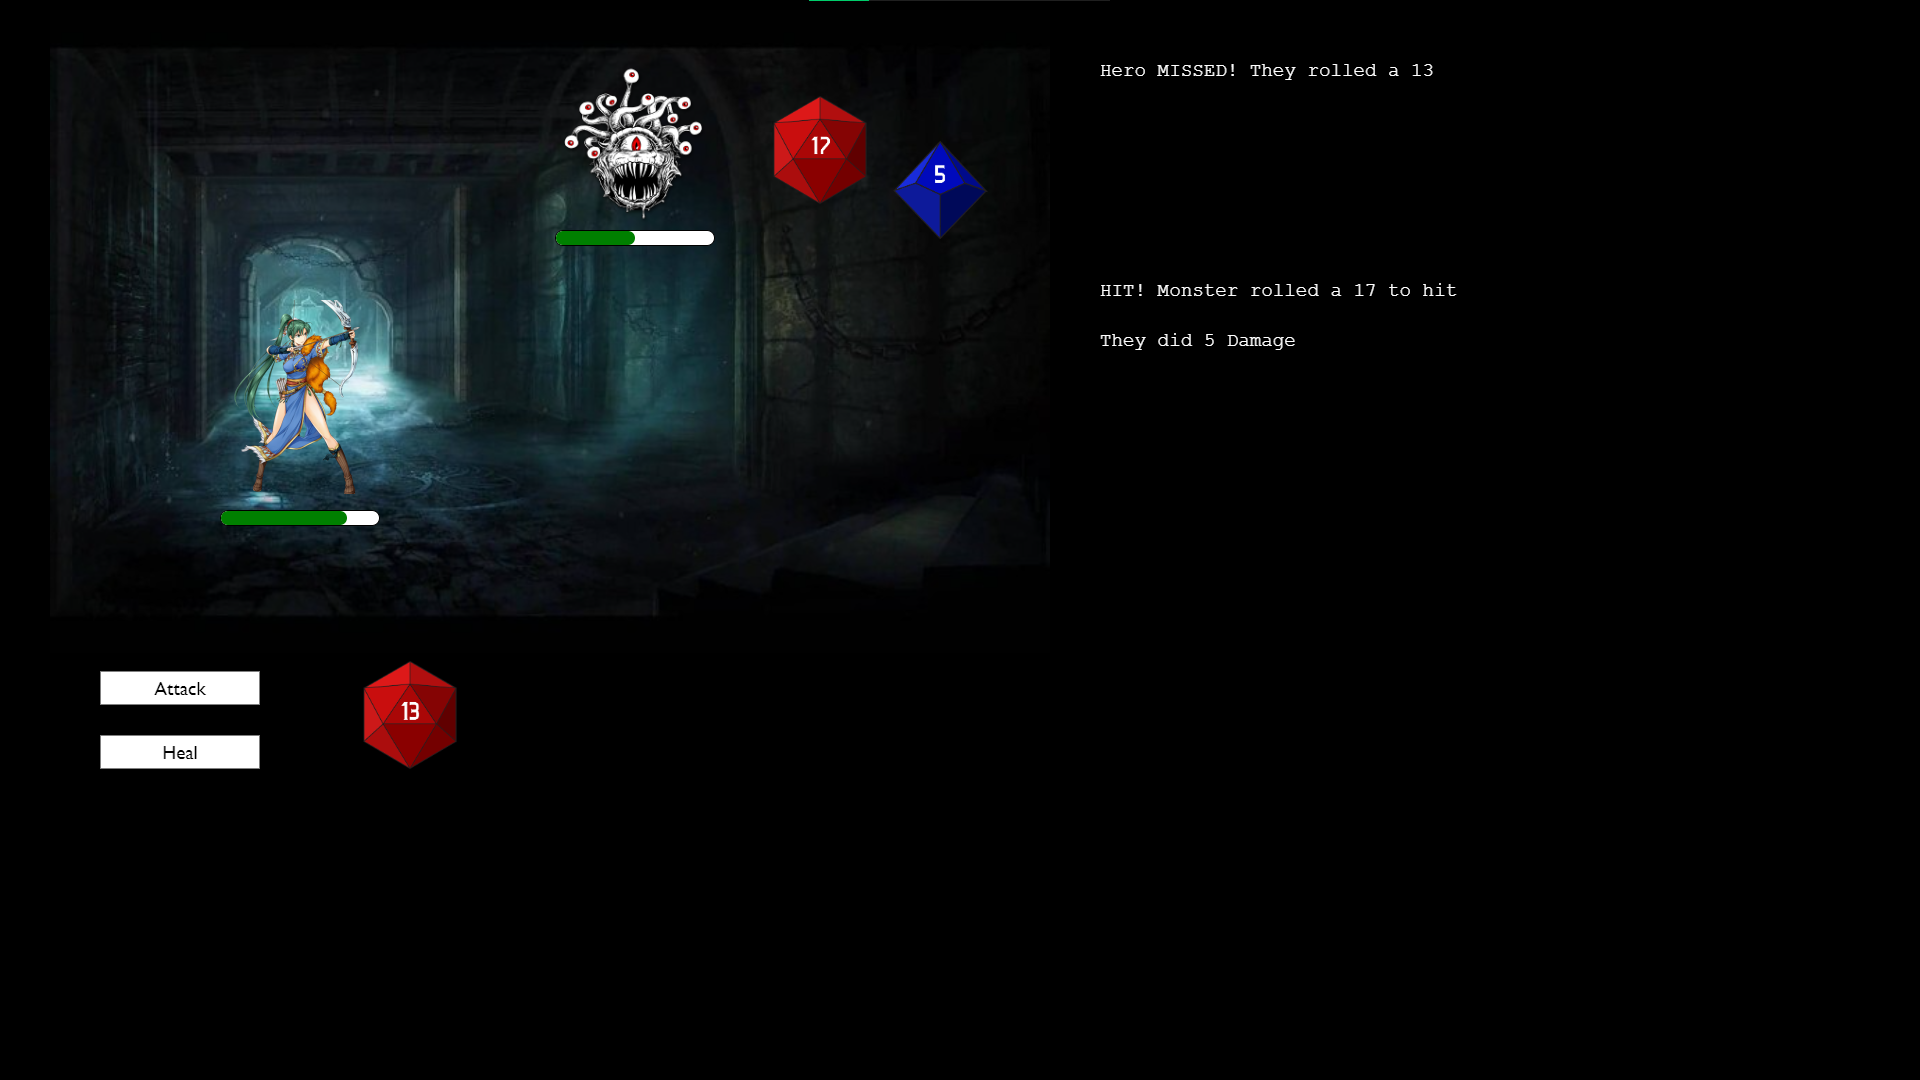 Hero MISSED! They rolled a 13
17
5
HIT! Monster rolled a 17 to hit
They did 5 Damage
Attack
13
Heal